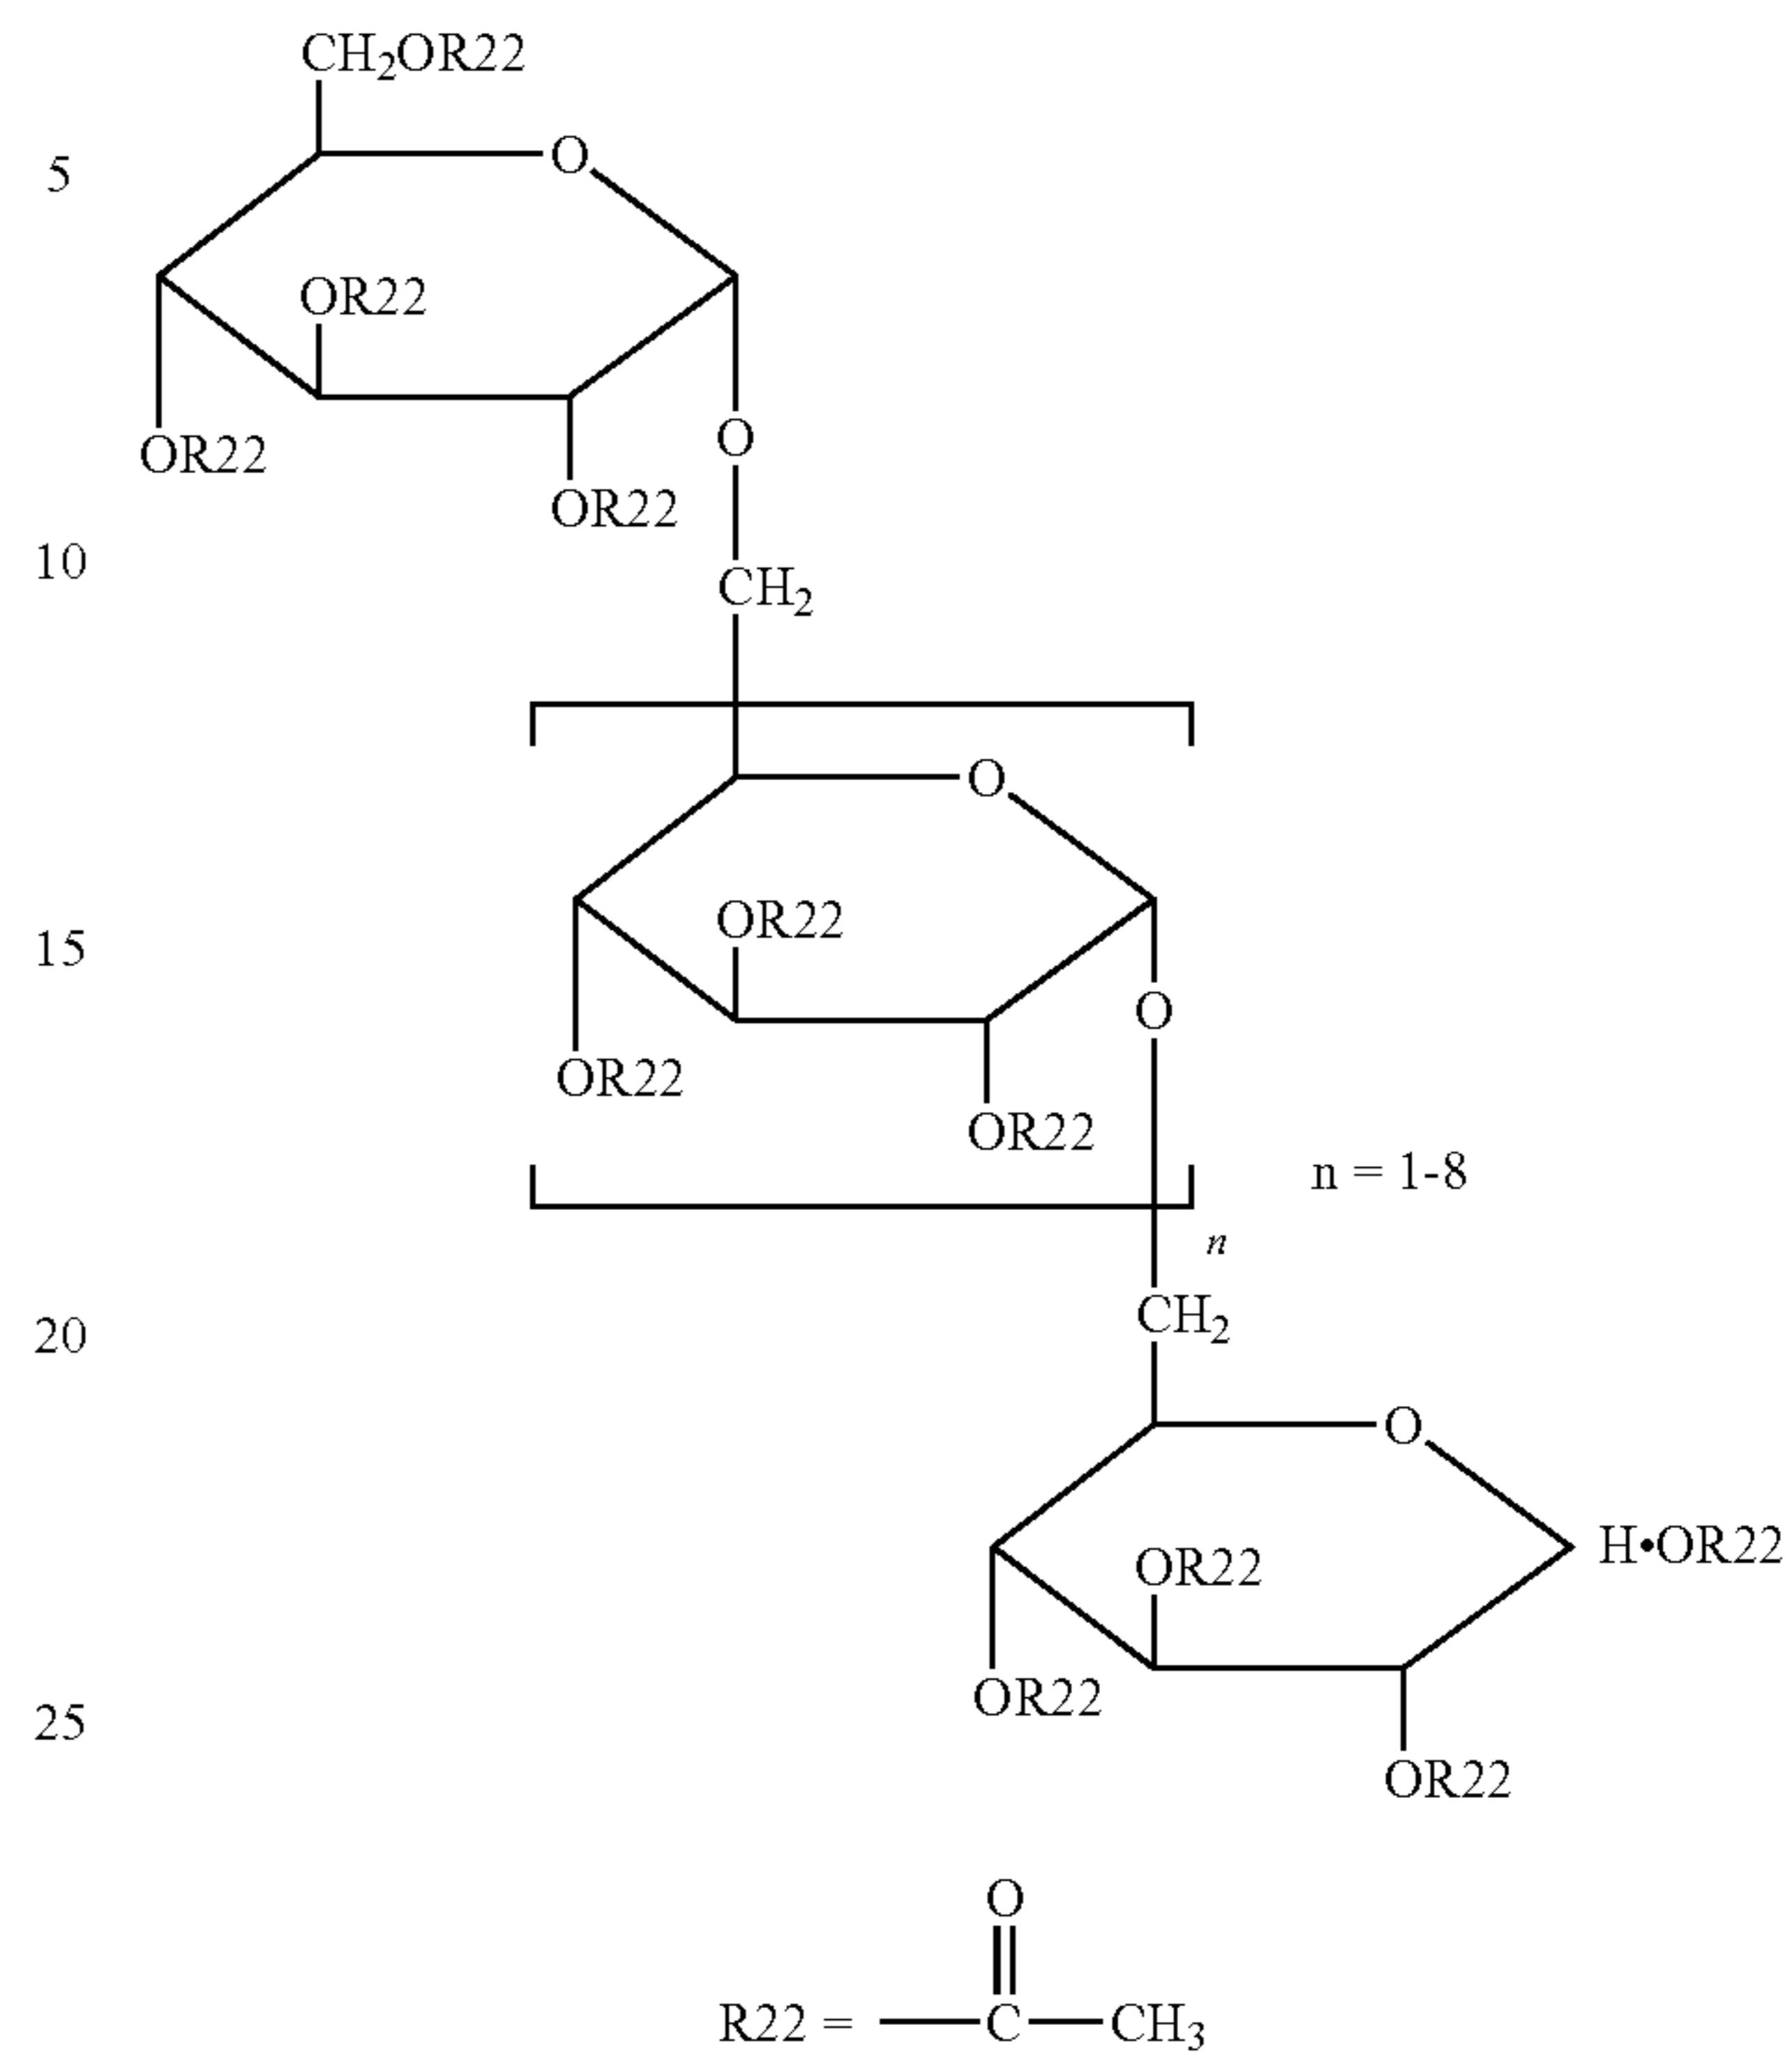 CH2OR22
O
5
OR22
O
OR22
OR22
10
CH2
O
OR22
15
O
OR22
OR22
n = 1-8
n
CH2
20
O
H•OR22
OR22
OR22
25
OR22
O
R22 = C CH3